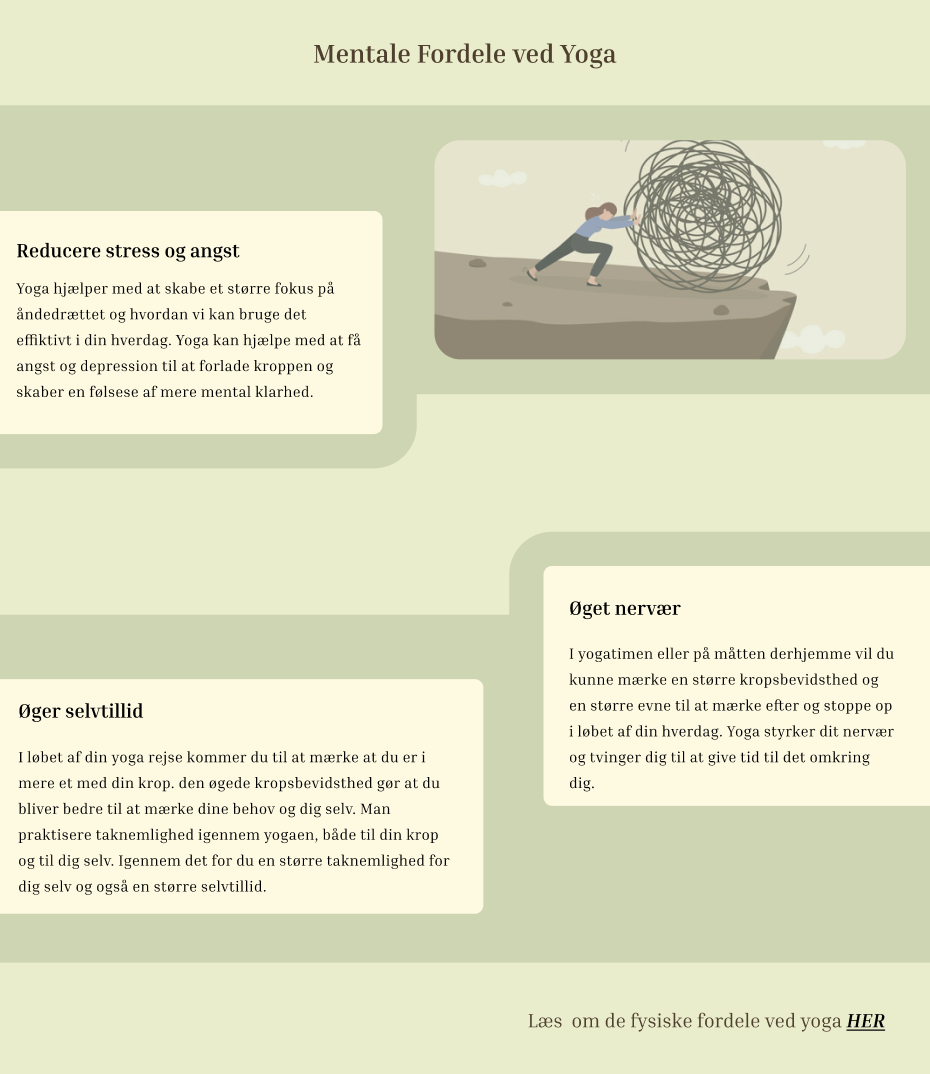 Mentale Fordele ved Yoga
Reducere stress og angst
Yoga hjælper med at skabe et større fokus på
åndedrættet og hvordan vi kan bruge det
effiktivt i din hverdag. Yoga kan hjælpe med at få
angst og depression til at forlade kroppen og
skaber en følsese af mere mental klarhed.
Øget nervær
I yogatimen eller på måtten derhjemme vil du
kunne mærke en større kropsbevidsthed og
en større evne til at mærke efter og stoppe op
i løbet af din hverdag. Yoga styrker dit nervær
og tvinger dig til at give tid til det omkring
dig.
Øger selvtillid
I løbet af din yoga rejse kommer du til at mærke at du er i
mere et med din krop. den øgede kropsbevidsthed gør at du
bliver bedre til at mærke dine behov og dig selv. Man
praktisere taknemlighed igennem yogaen, både til din krop
og til dig selv. Igennem det for du en større taknemlighed for
dig selv og også en større selvtillid.
Læs  om de fysiske fordele ved yoga HER